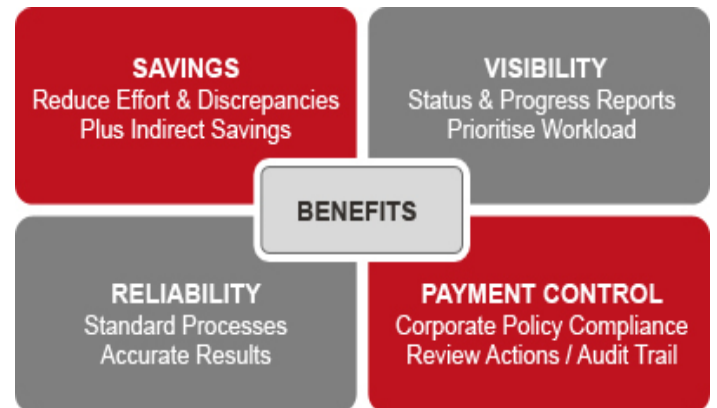 SAVINGS
Reduce Effort & Discrepancies
Plus Indirect Savings
VISIBILITY
Status & Progress Reports
Prioritise Workload
BENEFITS
RELIABILITY
Standard Processes
Accurate Results
PAYMENT CONTROL
Corporate Policy Compliance
Review Actions / Audit Trail